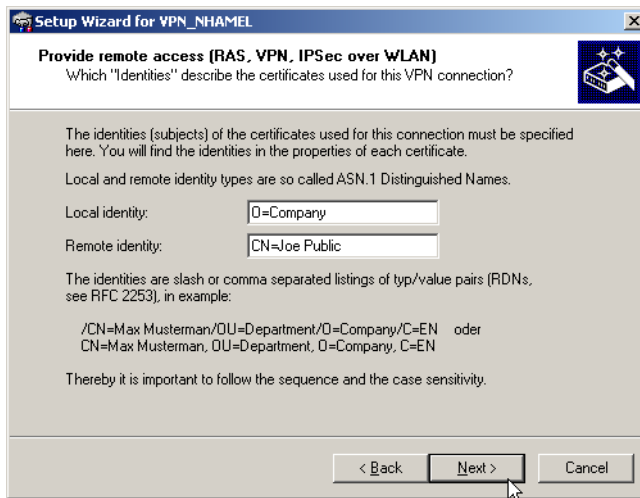 Setup Wizard for VPN_NHAMEL
Provide remote access (RAS, VPN, IPSec over WLAN)
Which "Identities" describe the certificates used for this VPN connection?
The identities (subjects) of the certificates used for this connection must be specified
here. You will find the identities in the properties of each certificate.
Local and remote identity types are so called ASN.1 Distinguished Names.
Local identity: O=Company
Remote identity: CN=Joe Public
The identities are slash or comma separated listings of typ/value pairs (RDNs,
see RFC 2253), in example:
/CN=Max Musterman/OU=Department/O=Company/C=EN oder
CN=Max Musterman, OU=Department, O=Company, C=EN
Thereby it is important to follow the sequence and the case sensitivity.
< Back Next > Cancel